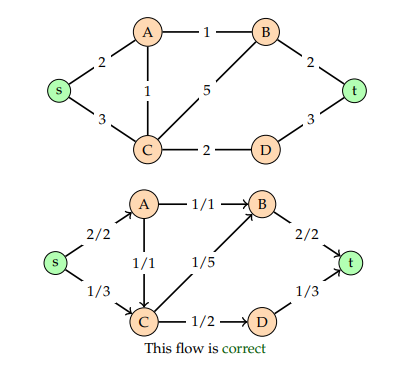 A 1 B
2 2
s 1 5 t
3 3
C 2 D
A 1/1 B
2/2 2/2
s 1/1 1/5 t
1/3 1/3
C 1/2 D
This flow is correct